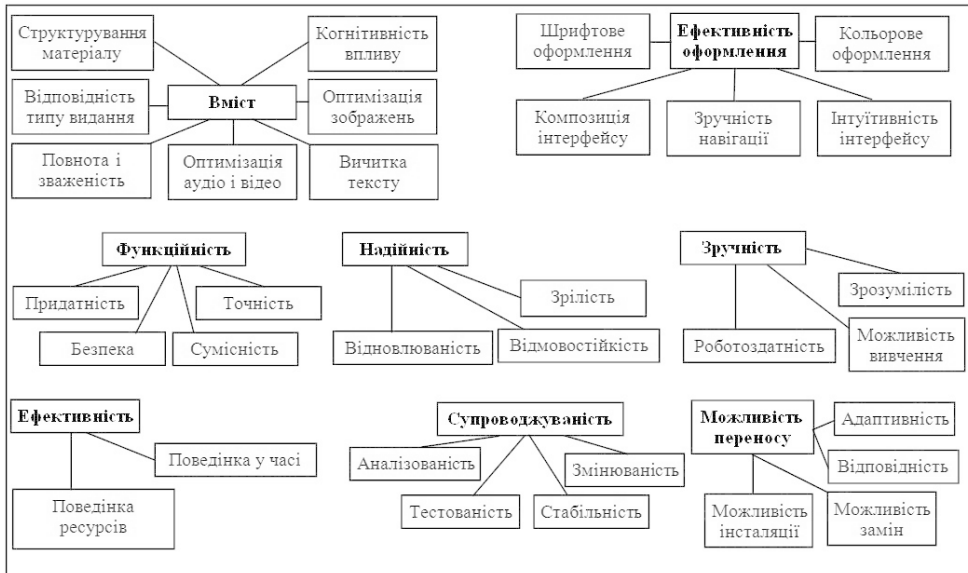 Структурування
матеріалу
Когнітивність
впливу
Відповідність
типу видання
Вміст
Оптимізація
зображень
Повнота і
зваженість
Оптимізація
аудіо і відео
Вичитка
тексту
Шрифтове
оформлення
Ефективність
оформлення
Кольорове
оформлення
Композиція
інтерфейсу
Зручність
навігації
Інтуїтивність
інтерфейсу
Функційність
Придатність
Точність
Безпека
Сумісність
Надійність
Зрілість
Відновлюваність
Відмовостійкість
Зручність
Зрозумілість
Роботоздатність
Можливість
вивчення
Ефективність
Поведінка у часі
Поведінка
ресурсів
Супроводжуваність
Аналізованість
Змінюваність
Тестованість
Стабільність
Можливість
переносу
Адаптивність
Відповідність
Можливість
інсталяції
Можливість
замін